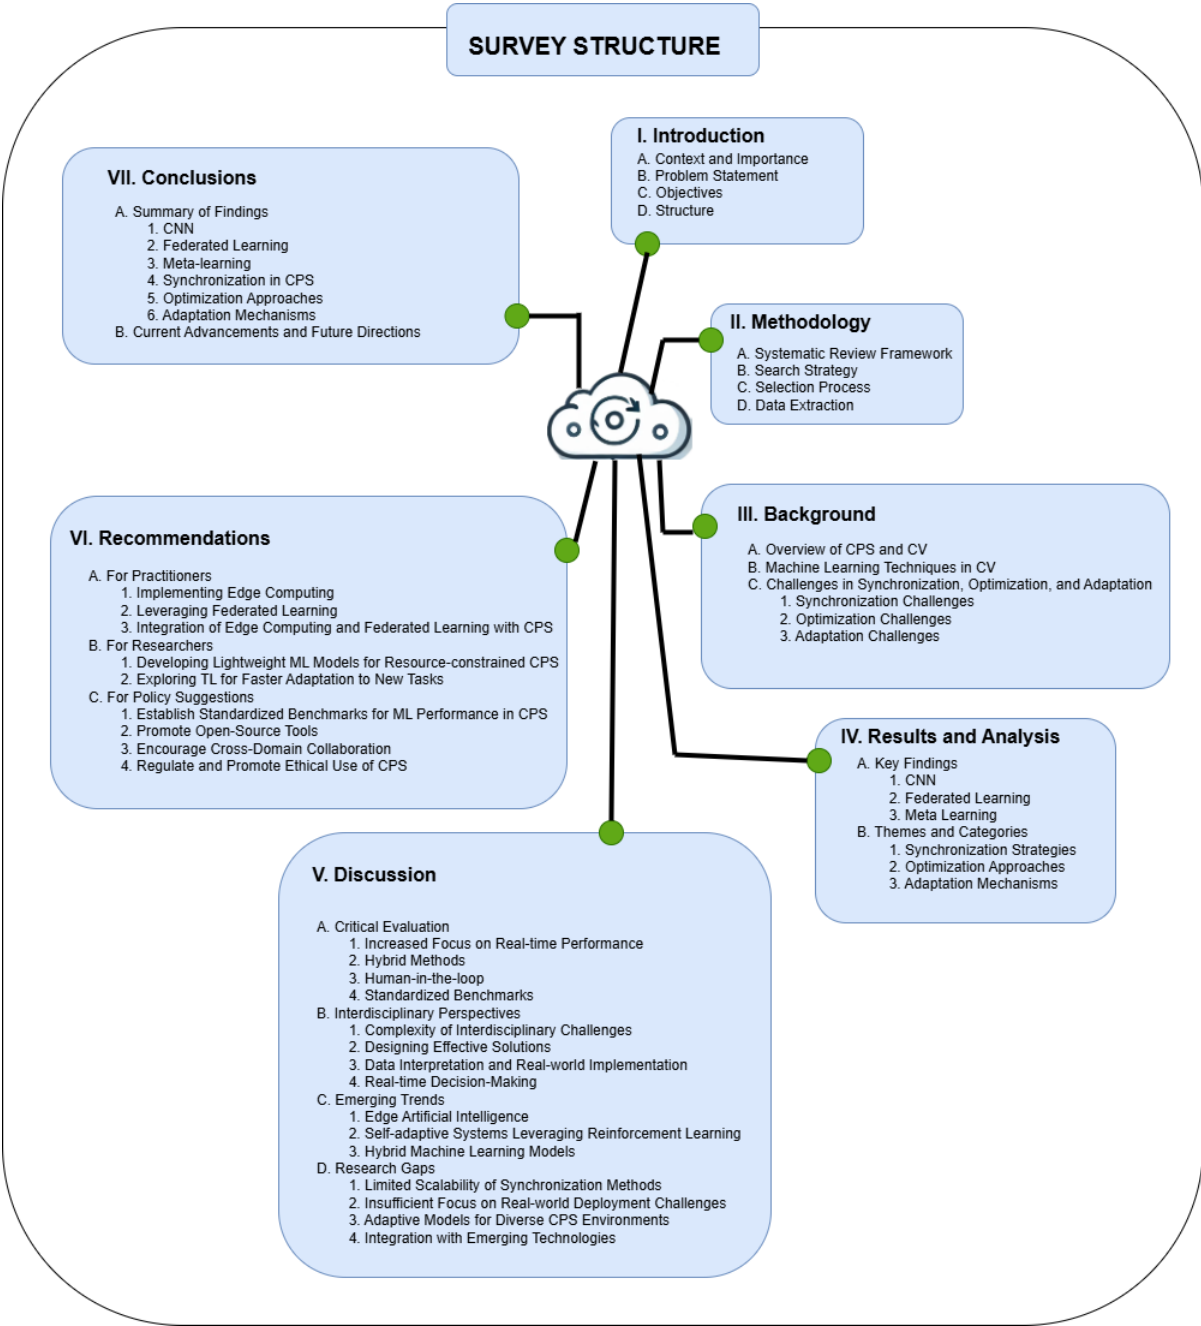 SURVEY STRUCTURE
I. Introduction
A. Context and Importance
B. Problem Statement
C. Objectives
D. Structure
II. Methodology
A. Systematic Review Framework
B. Search Strategy
C. Selection Process
D. Data Extraction
III. Background
A. Overview of CPS and CV
B. Machine Learning Techniques in CV
C. Challenges in Synchronization, Optimization, and Adaptation
1. Synchronization Challenges
2. Optimization Challenges
3. Adaptation Challenges
IV. Results and Analysis
A. Key Findings
1. CNN
2. Federated Learning
3. Meta Learning
B. Themes and Categories
1. Synchronization Strategies
2. Optimization Approaches
3. Adaptation Mechanisms
V. Discussion
A. Critical Evaluation
1. Increased Focus on Real-time Performance
2. Hybrid Methods
3. Human-in-the-loop
4. Standardized Benchmarks
B. Interdisciplinary Perspectives
1. Complexity of Interdisciplinary Challenges
2. Designing Effective Solutions
3. Data Interpretation and Real-world Implementation
4. Real-time Decision-Making
C. Emerging Trends
1. Edge Artificial Intelligence
2. Self-adaptive Systems Leveraging Reinforcement Learning
3. Hybrid Machine Learning Models
D. Research Gaps
1. Limited Scalability of Synchronization Methods
2. Insufficient Focus on Real-world Deployment Challenges
3. Adaptive Models for Diverse CPS Environments
4. Integration with Emerging Technologies
VI. Recommendations
A. For Practitioners
1. Implementing Edge Computing
2. Leveraging Federated Learning
3. Integration of Edge Computing and Federated Learning with CPS
B. For Researchers
1. Developing Lightweight ML Models for Resource-constrained CPS
2. Exploring TL for Faster Adaptation to New Tasks
C. For Policy Suggestions
1. Establish Standardized Benchmarks for ML Performance in CPS
2. Promote Open-Source Tools
3. Encourage Cross-Domain Collaboration
4. Regulate and Promote Ethical Use of CPS
VII. Conclusions
A. Summary of Findings
1. CNN
2. Federated Learning
3. Meta-learning
4. Synchronization in CPS
5. Optimization Approaches
6. Adaptation Mechanisms
B. Current Advancements and Future Directions